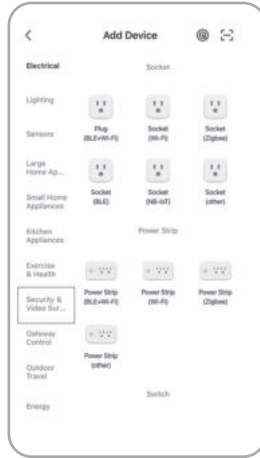 Add Device
Electrical
Lighting
Sensors
Large
Home Ap...
Small Home
Appliances
Kitchen
Appliances
Exercise
& Health
Security &
Video Sur...
Gateway
Control
Outdoor
Travel
Energy
Socket
Plug
(BLE+Wi-Fi)
Socket
(Wi-Fi)
Socket
(Zigbee)
Socket
(BLE)
Socket
(NB-IoT)
Socket
(other)
Power Strip
Power Strip
(BLE+Wi-Fi)
Power Strip
(Wi-Fi)
Power Strip
(Zigbee)
Power Strip
(other)
Switch